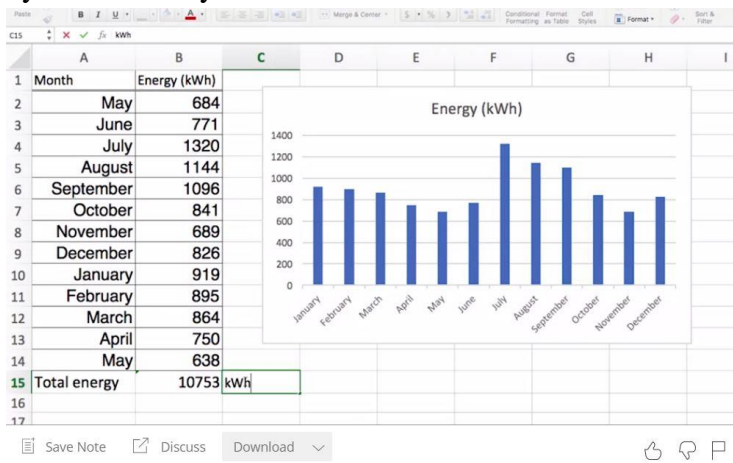 Paste
B I U A
Merge & Center
$ % )
Conditional Formatting
Format as Table
Cell Styles
Format
Sort & Filter
C15 fx kWh
A B C D E F G H I
1 Month Energy (kWh)
2 May 684
3 June 771
4 July 1320
5 August 1144
6 September 1096
7 October 841
8 November 689
9 December 826
10 January 919
11 February 895
12 March 864
13 April 750
14 May 638
15 Total energy 10753 kWh
16
17
Energy (kWh)
1400
1200
1000
800
600
400
200
0
January February March April May June July August September October November December
Save Note Discuss Download